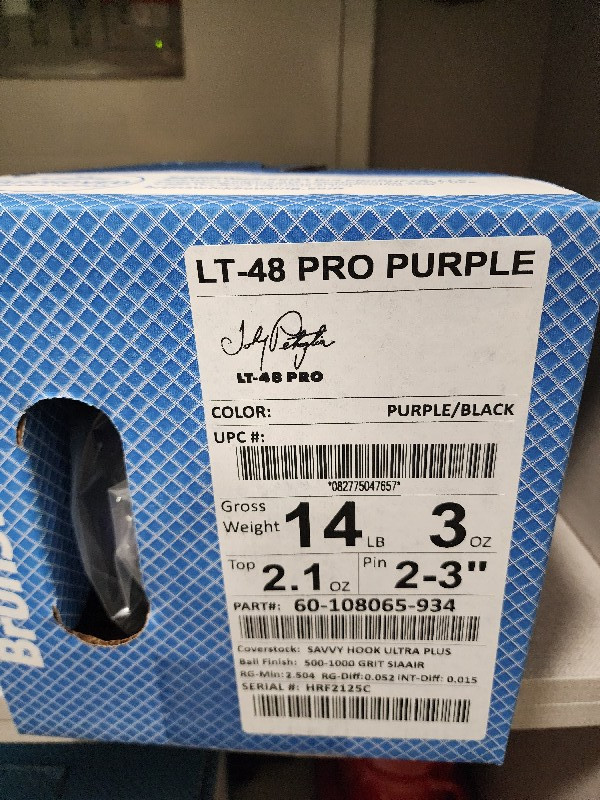 LT-48 PRO PURPLE
LT-48 PRO
COLOR: PURPLE/BLACK
UPC #:
*082775047657*
Gross Weight 14 LB 3 OZ
Top 2.1 OZ Pin 2-3"
PART#: 60-108065-934
Coverstock: SAVVY HOOK ULTRA PLUS
Ball Finish: 500-1000 GRIT SIAAIR
RG-Min: 2.504 RG-Diff:0.052 INT-Diff: 0.015
SERIAL #: HRF2125C